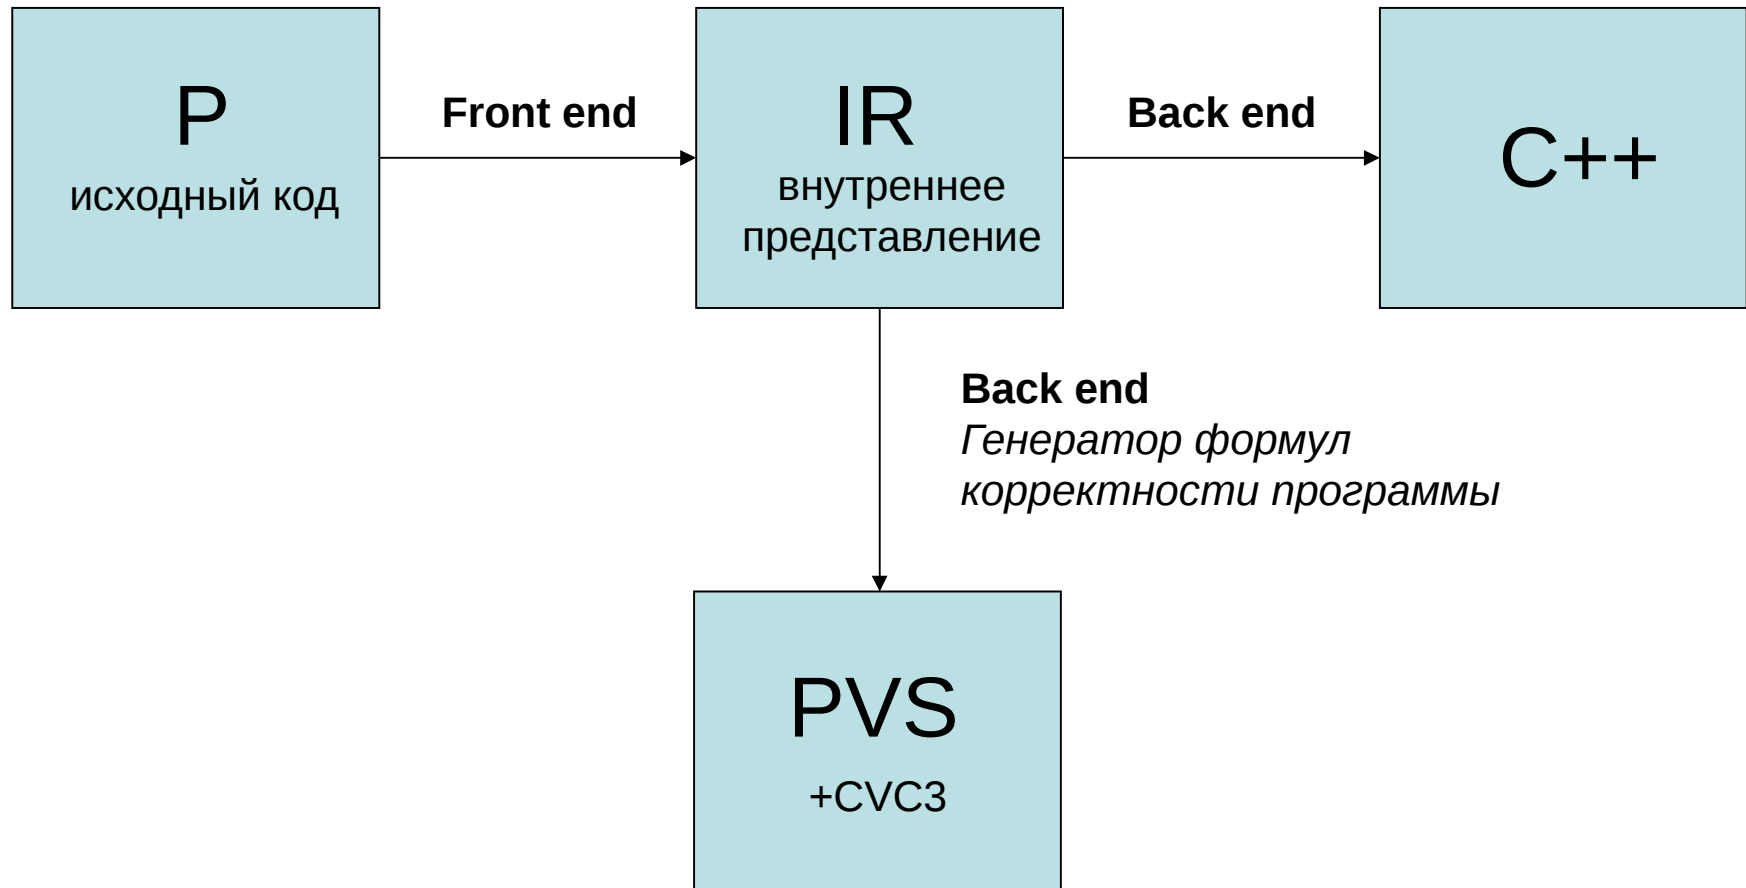 P
исходный код
Front end
IR
внутреннее
представление
Back end
C++
Back end
Генератор формул
корректности программы
PVS
+CVC3